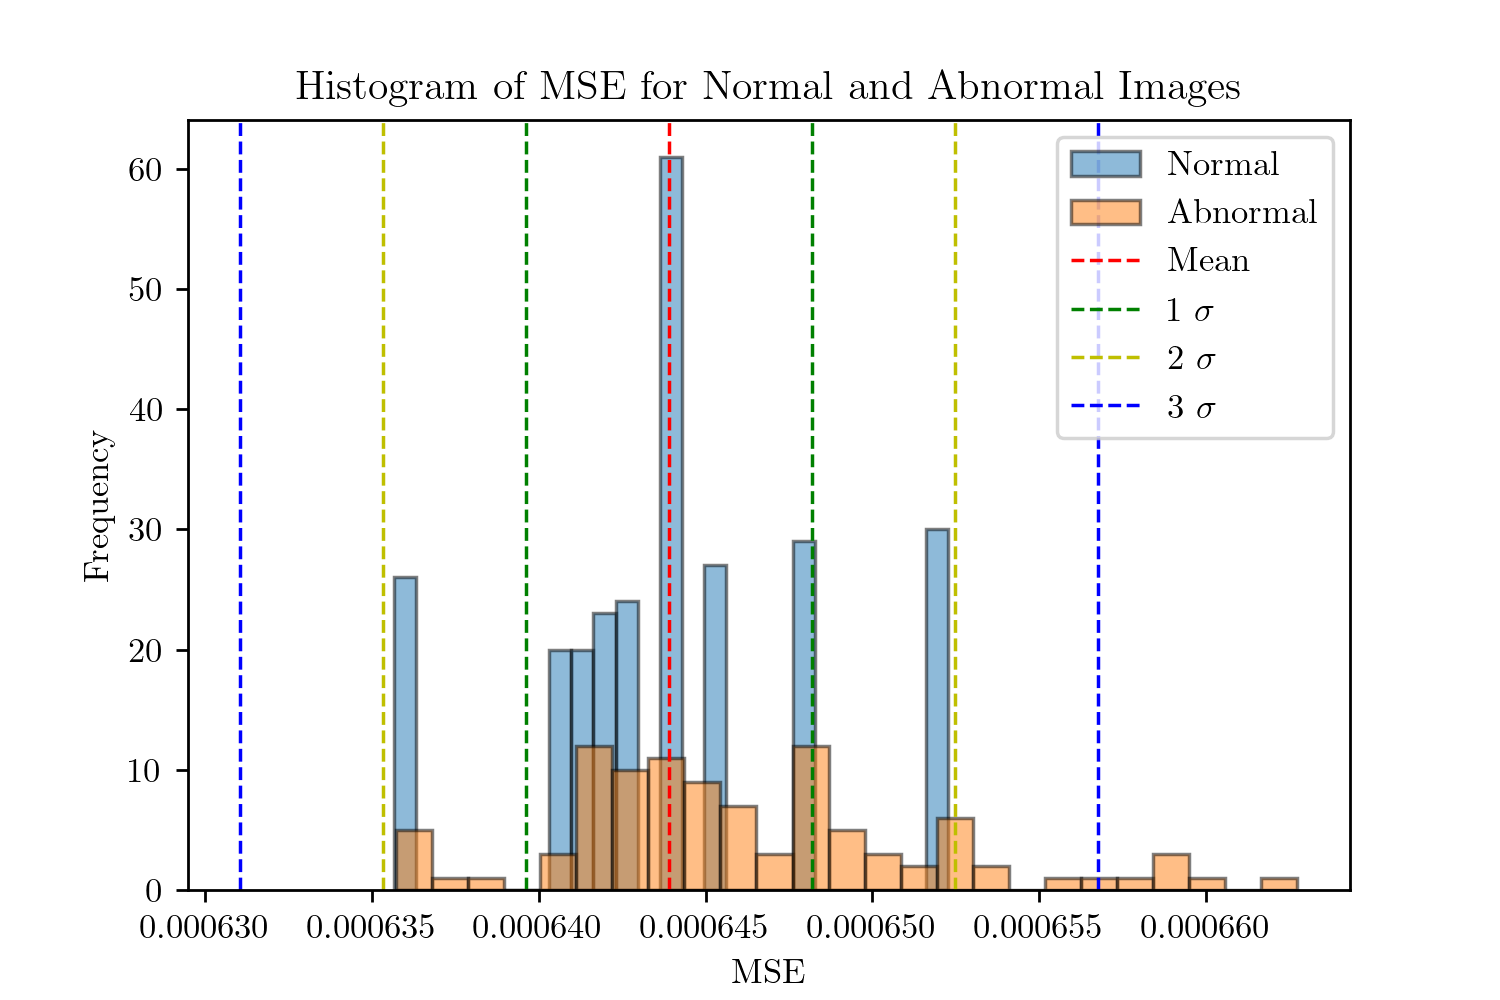 Histogram of MSE for Normal and Abnormal Images
60
50
40
30
20
10
0
Frequency
Normal
Abnormal
Mean
1 σ
2 σ
3 σ
0.000630 0.000635 0.000640 0.000645 0.000650 0.000655 0.000660
MSE